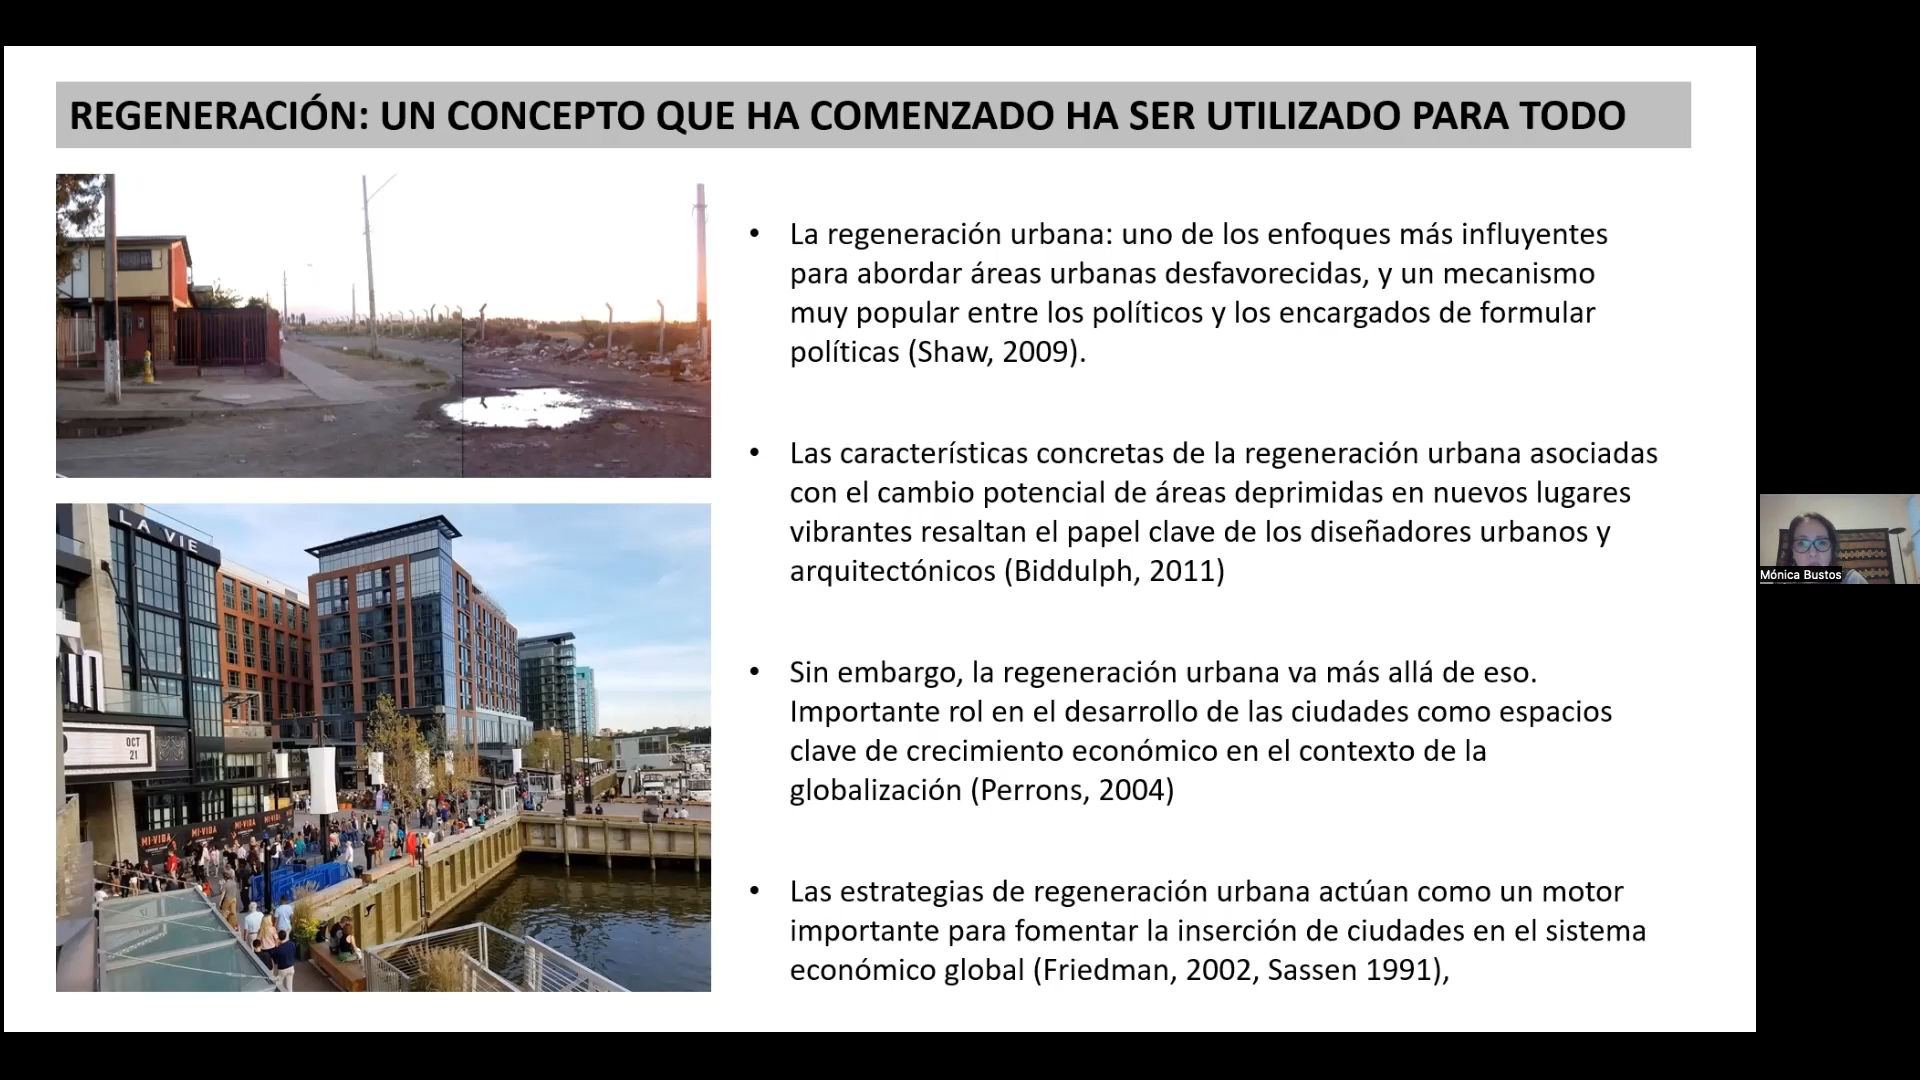 REGENERACIÓN: UN CONCEPTO QUE HA COMENZADO HA SER UTILIZADO PARA TODO
• La regeneración urbana: uno de los enfoques más influyentes
para abordar áreas urbanas desfavorecidas, y un mecanismo
muy popular entre los políticos y los encargados de formular
políticas (Shaw, 2009).
• Las características concretas de la regeneración urbana asociadas
con el cambio potencial de áreas deprimidas en nuevos lugares
vibrantes resaltan el papel clave de los diseñadores urbanos y
arquitectónicos (Biddulph, 2011)
• Sin embargo, la regeneración urbana va más allá de eso.
Importante rol en el desarrollo de las ciudades como espacios
clave de crecimiento económico en el contexto de la
globalización (Perrons, 2004)
• Las estrategias de regeneración urbana actúan como un motor
importante para fomentar la inserción de ciudades en el sistema
económico global (Friedman, 2002, Sassen 1991),
LA VIE
OCT
21
MI·VIDA MI·VIDA MI·VIDA MI·VIDA
Mónica Bustos